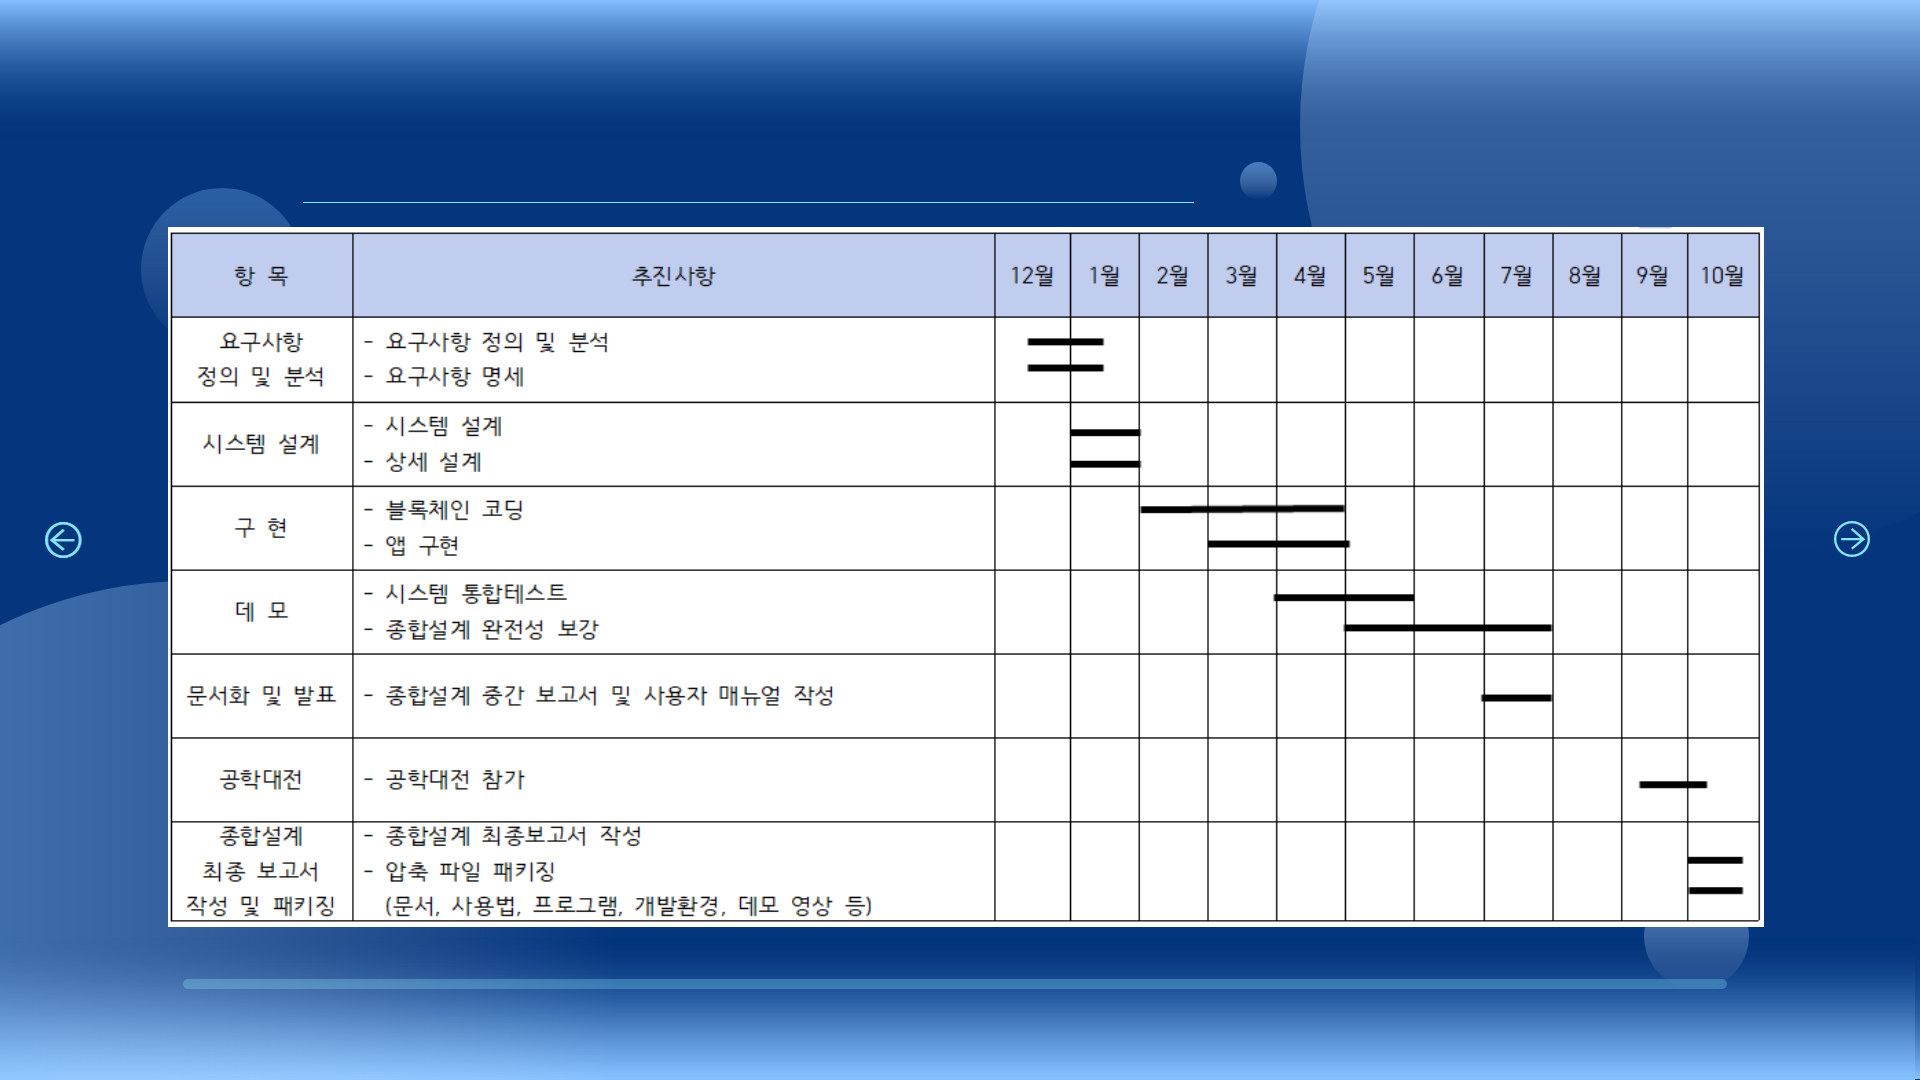 항 목 추진사항 12월 1월 2월 3월 4월 5월 6월 7월 8월 9월 10월
요구사항
정의 및 분석
- 요구사항 정의 및 분석
- 요구사항 명세
시스템 설계
- 시스템 설계
- 상세 설계
구 현
- 블록체인 코딩
- 앱 구현
데 모
- 시스템 통합테스트
- 종합설계 완전성 보강
문서화 및 발표
- 종합설계 중간 보고서 및 사용자 매뉴얼 작성
공학대전
- 공학대전 참가
종합설계
최종 보고서
작성 및 패키징
- 종합설계 최종보고서 작성
- 압축 파일 패키징
(문서, 사용법, 프로그램, 개발환경, 데모 영상 등)